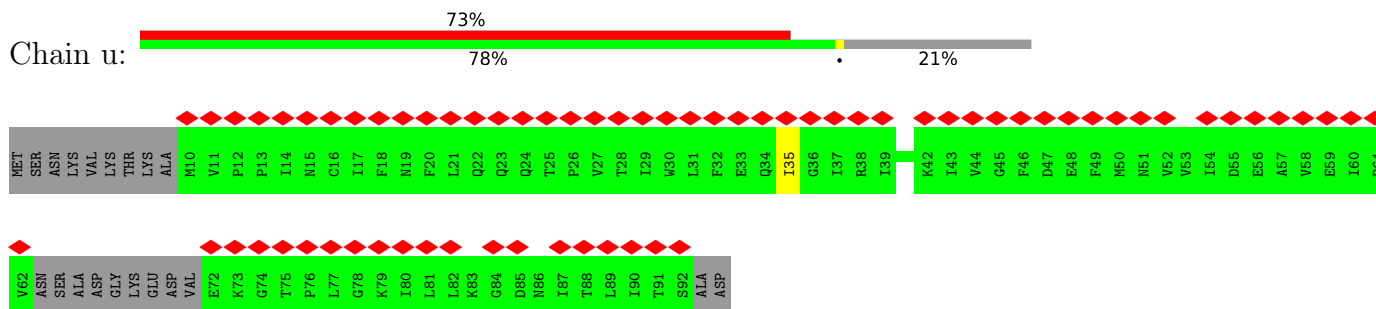 73%
Chain u:
78% • 21%
MET SER ASN LYS VAL LYS THR LYS ALA M10 V11 P12 P13 I14 N15 C16 I17 F18 N19 F20 L21 Q22 Q23 Q24 T25 P26 V27 T28 I29 W30 L31 F32 E33 Q34 I35 G36 I37 R38 I39 K42 I43 V44 G45 F46 D47 E48 F49 M50 N51 V52 V53 I54 D55 E56 A57 V58 E59 I60
V62 ASN SER ALA ASP GLY LYS GLU ASP VAL E72 K73 G74 T75 P76 L77 G78 K79 I80 L81 L82 K83 G84 D85 N86 I87 T88 L89 I90 T91 S92 ALA ASP